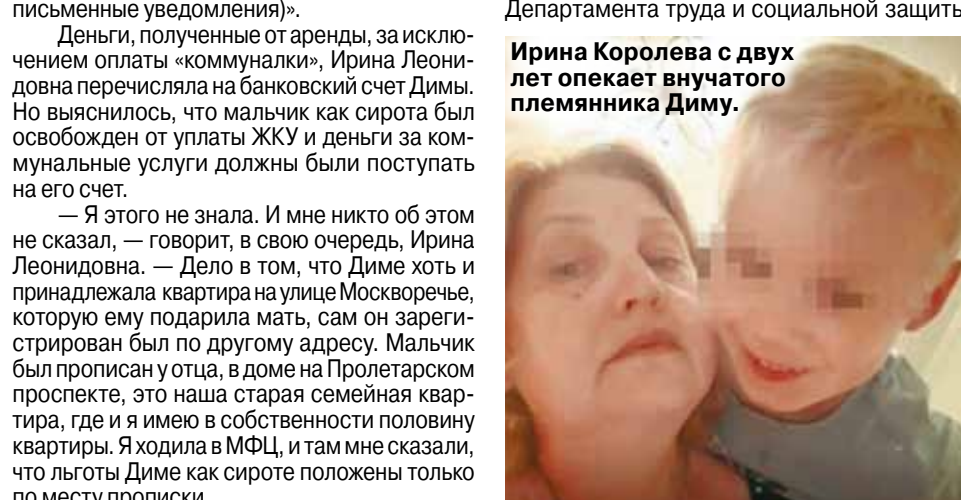 письменные уведомления)».
Деньги, полученные от аренды, за исклю-
чением оплаты «коммуналки», Ирина Леони-
довна перечисляла на банковский счет Димы.
Но выяснилось, что мальчик как сирота был
освобожден от уплаты ЖКУ и деньги за ком-
мунальные услуги должны были поступать
на его счет.
— Я этого не знала. И мне никто об этом
не сказал, — говорит, в свою очередь, Ирина
Леонидовна. — Дело в том, что Диме хоть и
принадлежала квартира на улице Москворечье,
которую ему подарила мать, сам он зареги-
стрирован был по другому адресу. Мальчик
был прописан у отца, в доме на Пролетарском
проспекте, это наша старая семейная квар-
тира, где и я имею в собственности половину
квартиры. Я ходила в МФЦ, и там мне сказали,
что льготы Диме как сироте положены только
по месту прописки.
Департамента труда и социальной защиты
Ирина Королева с двух
лет опекает внучатого
племянника Диму.